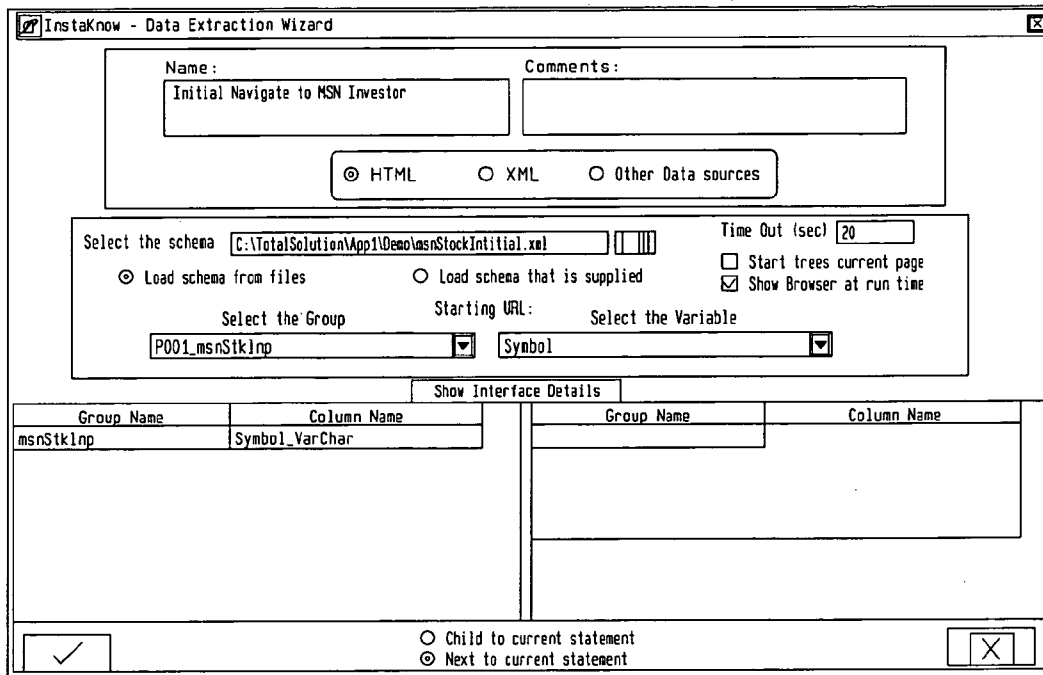 InstaKnow - Data Extraction Wizard
Name: Comments:
Initial Navigate to MSN Investor
HTML XML Other Data sources
Select the schema C:\TotalSolution\App1\Demo\msnStockIntitial.xml Time Out (sec) 20
Load schema from files Load schema that is supplied Start trees current page
Show Browser at run time
Starting URL:
Select the Group Select the Variable
P001_msnStkInp Symbol
Show Interface Details
Group Name Column Name Group Name Column Name
msnStkInp Symbol_VarChar
Child to current statement
Next to current statement